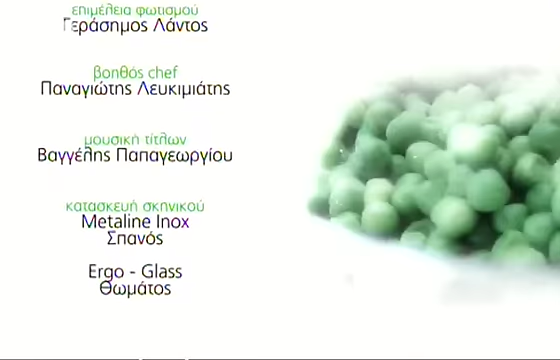 επιμέλεια φωτισμού
Γεράσημος Λάντος
βοηθός chef
Παναγιώτης Λευκιμιάτης
μουσική τίτλων
Βαγγέλης Παπαγεωργίου
κατασκευή σκηνικού
Metaline Inox
Σπανός
Ergo - Glass
Θωμάτος